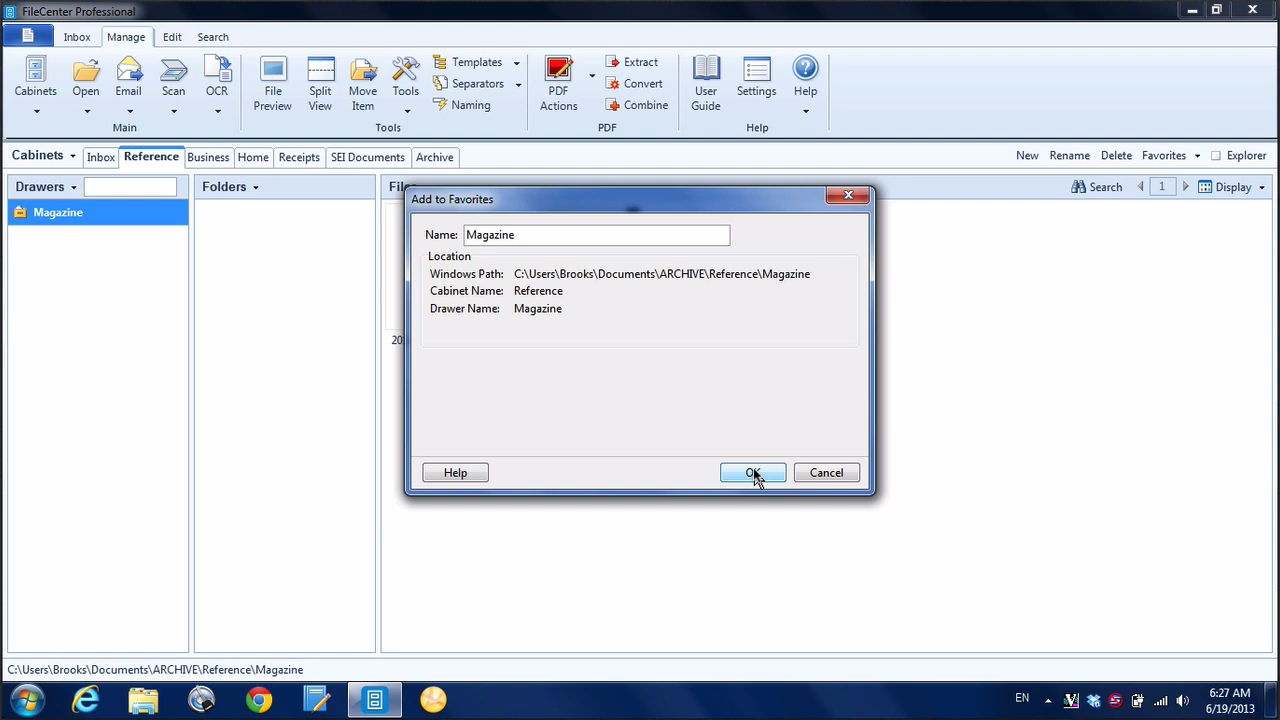 FileCenter Professional
Inbox Manage Edit Search
Cabinets Open Email Scan OCR File Preview Split View Move Item Tools Templates Separators Naming PDF Actions Extract Convert Combine User Guide Settings Help
Main Tools PDF Help
Cabinets Inbox Reference Business Home Receipts SEI Documents Archive New Rename Delete Favorites Explorer
Drawers Folders Search 1 Display
Magazine
Add to Favorites
Name: Magazine
Location
Windows Path: C:\Users\Brooks\Documents\ARCHIVE\Reference\Magazine
Cabinet Name: Reference
Drawer Name: Magazine
Help OK Cancel
C:\Users\Brooks\Documents\ARCHIVE\Reference\Magazine
EN 6:27 AM
6/19/2013